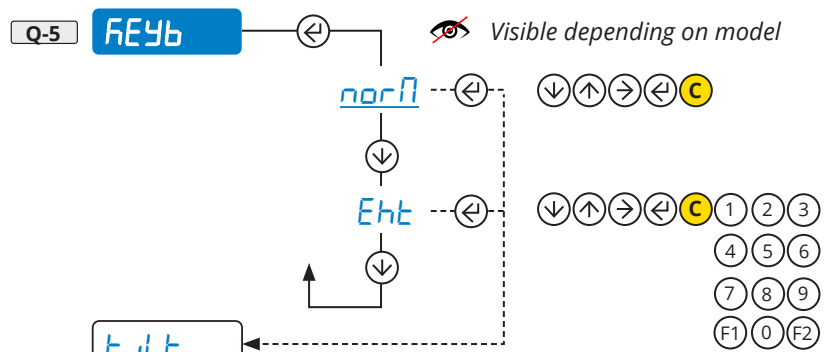 Q-5 KEYb Visible depending on model
norM C
Eht C 1 2 3
4 5 6
7 8 9
F1 0 F2